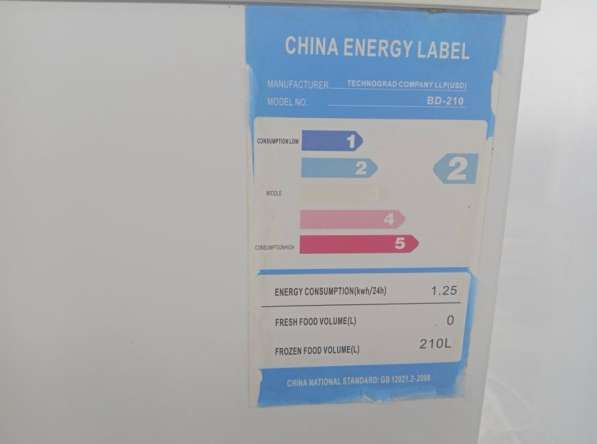 CHINA ENERGY LABEL
MANUFACTURER TECHNOGRAD COMPANY LLP(USD)
MODEL NO. BD-210
CONSUMPTION LOW 1
2 2
MIDDLE 3
4
CONSUMPTION HIGH 5
ENERGY CONSUMPTION(kwh/24h) 1.25
FRESH FOOD VOLUME(L) 0
FROZEN FOOD VOLUME(L) 210L
CHINA NATIONAL STANDARD: GB 12021.2-2008